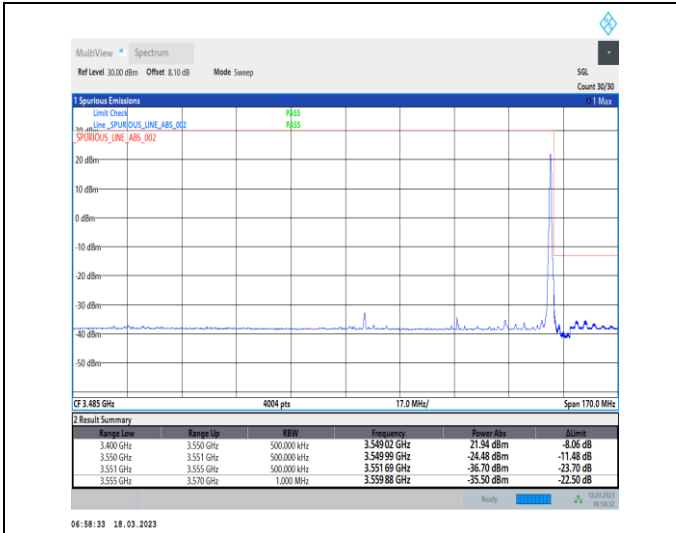 MultiView Spectrum
Ref Level 30.00 dBm Offset 8.10 dB Mode Sweep SGL
Count 30/30
1 Spurious Emissions 1 Max
Limit Check PASS
Line _SPURIOUS_LINE_ABS_002 PASS
_SPURIOUS_LINE_ABS_002
20 dBm
10 dBm
0 dBm
-10 dBm
-20 dBm
-30 dBm
-40 dBm
-50 dBm
CF 3.485 GHz 4004 pts 17.0 MHz/ Span 170.0 MHz
2 Result Summary
Range Low Range Up RBW Frequency Power Abs ΔLimit
3.400 GHz 3.550 GHz 500.000 kHz 3.549 02 GHz 21.94 dBm -8.06 dB
3.550 GHz 3.551 GHz 500.000 kHz 3.549 99 GHz -24.48 dBm -11.48 dB
3.551 GHz 3.555 GHz 500.000 kHz 3.551 69 GHz -36.70 dBm -23.70 dB
3.555 GHz 3.570 GHz 1.000 MHz 3.559 88 GHz -35.50 dBm -22.50 dB
Ready 18.03.2023
06:58:32
06:58:33 18.03.2023